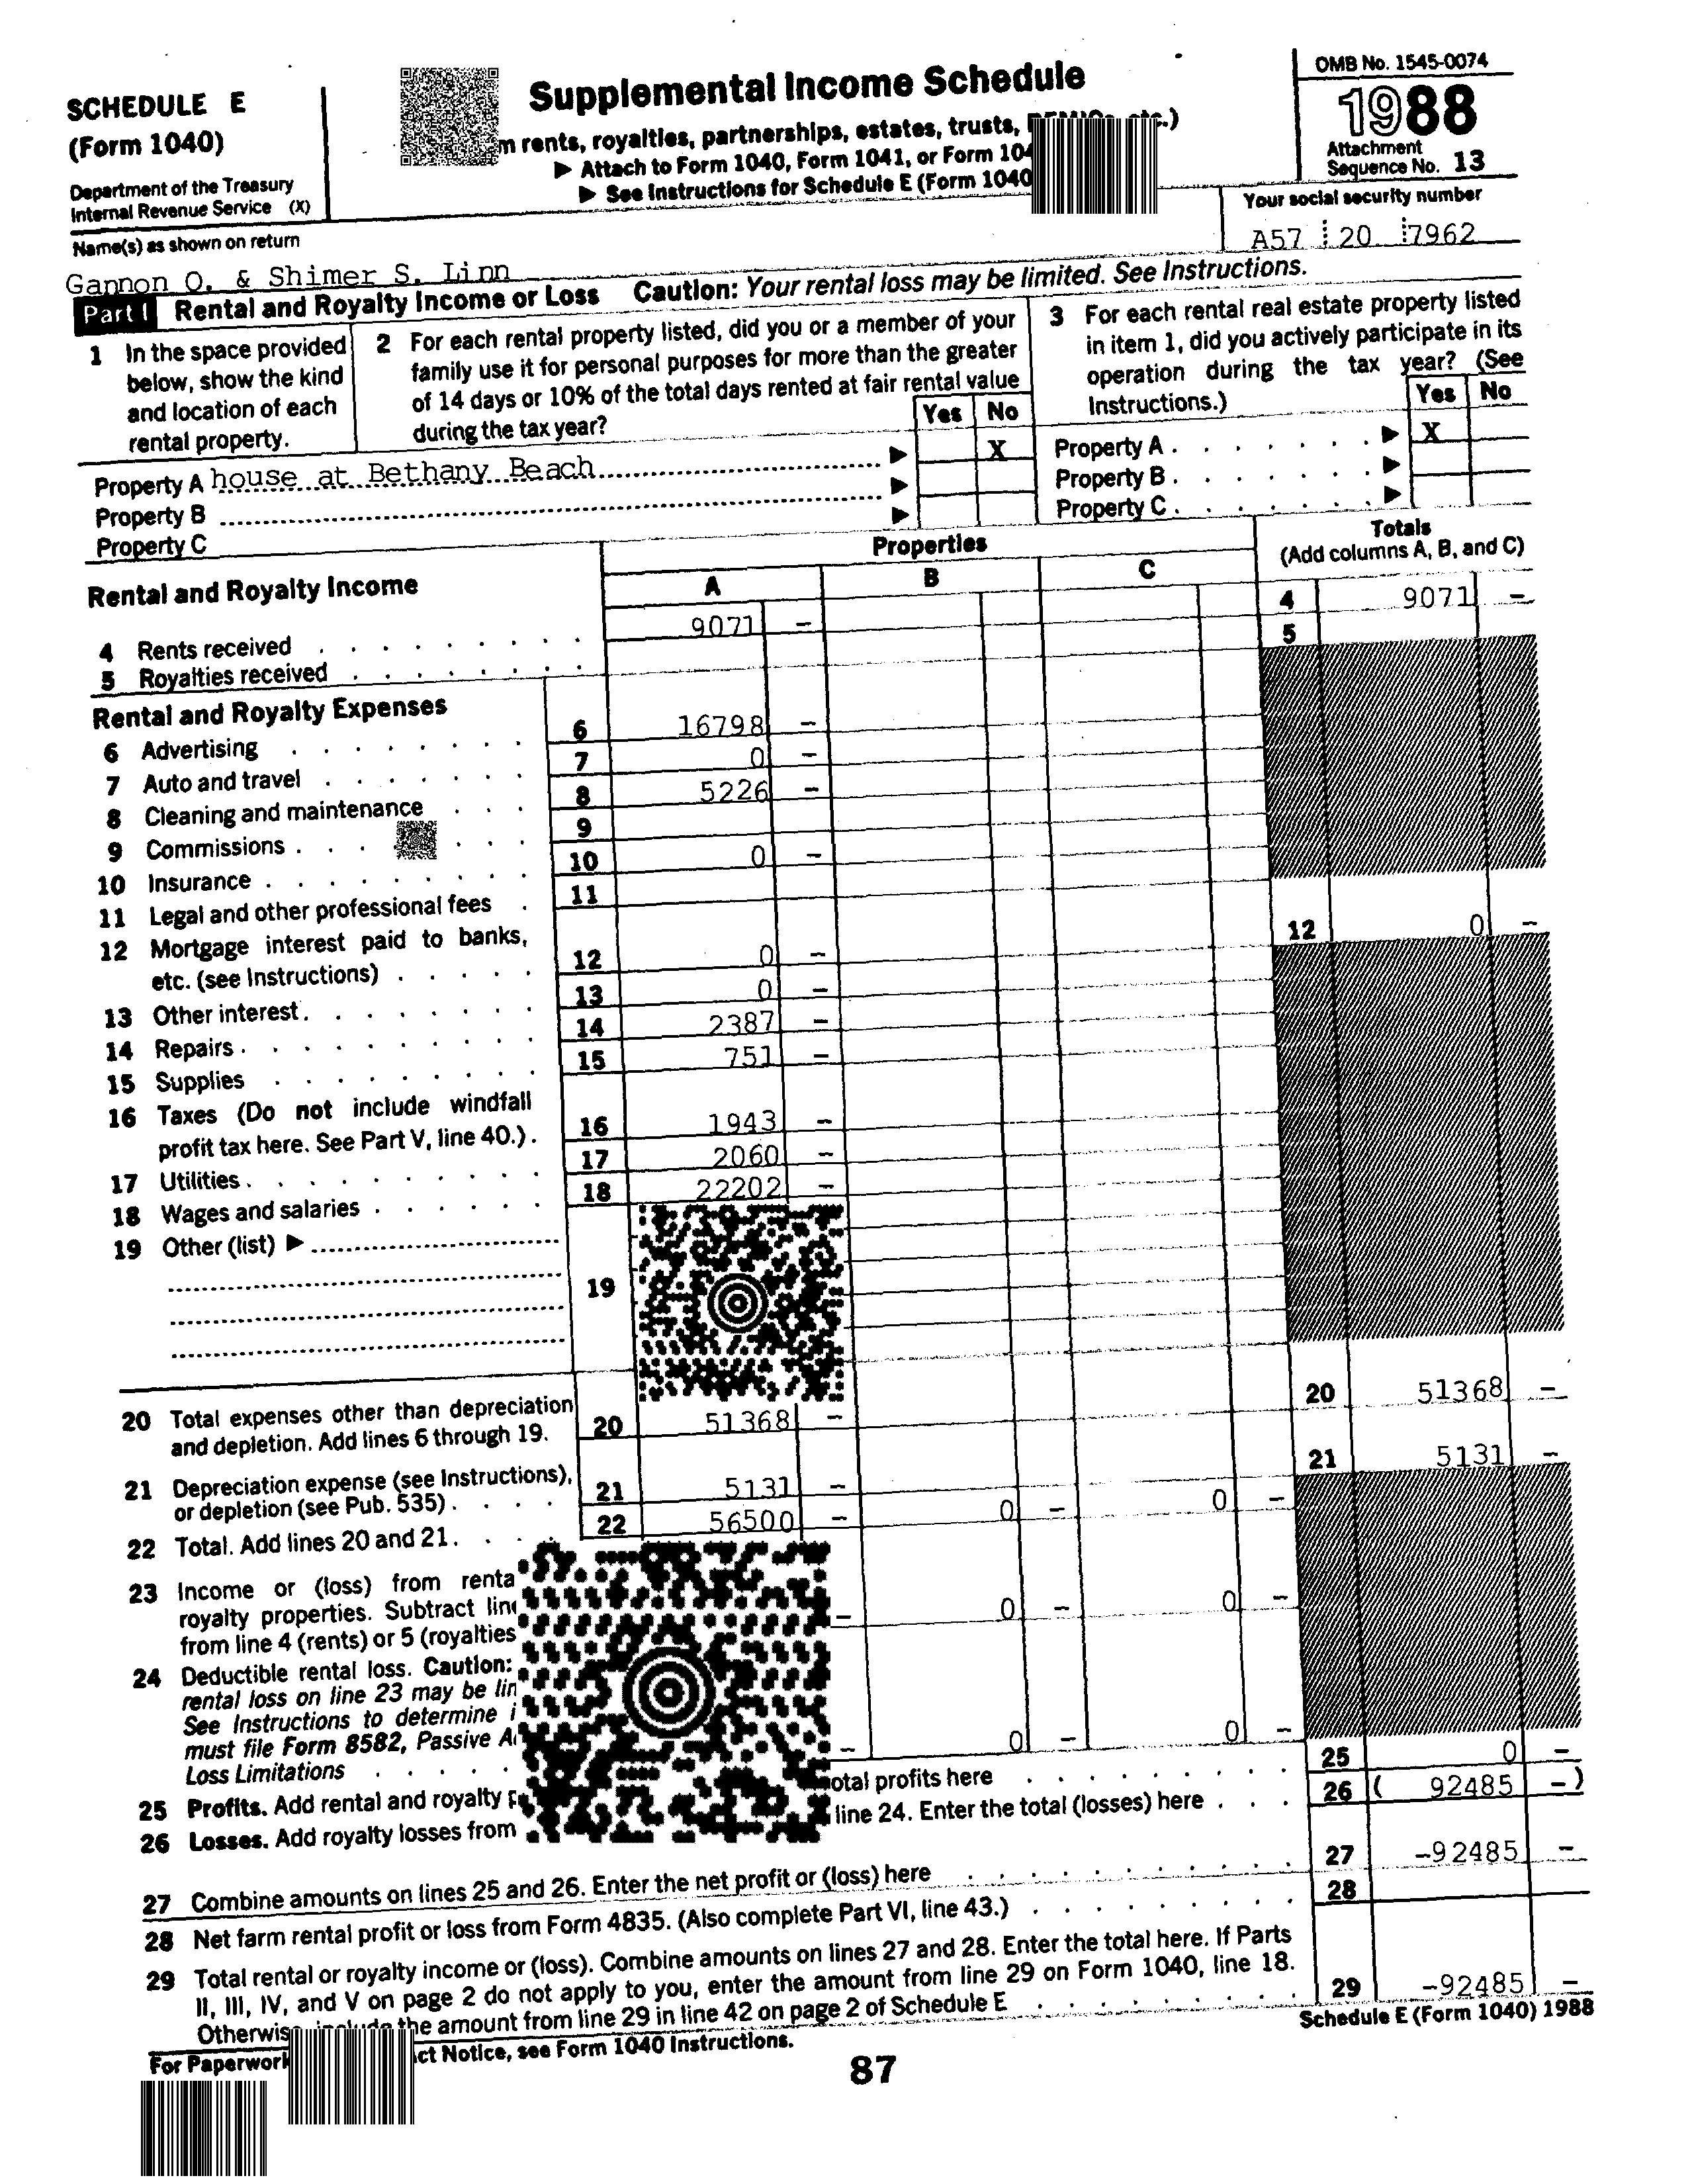 SCHEDULE E
(Form 1040)
Department of the Treasury
Internal Revenue Service (X)
Supplemental Income Schedule
m rents, royalties, partnerships, estates, trusts, .)
▶ Attach to Form 1040, Form 1041, or Form 104
▶ See Instructions for Schedule E (Form 1040
OMB No. 1545-0074
1988
Attachment
Sequence No. 13
Name(s) as shown on return
Your social security number
Gannon O. & Shimer S. Linn
A57 20 7962
Part I Rental and Royalty Income or Loss Caution: Your rental loss may be limited. See Instructions.
1 In the space provided
below, show the kind
and location of each
rental property.
2 For each rental property listed, did you or a member of your
family use it for personal purposes for more than the greater
of 14 days or 10% of the total days rented at fair rental value
during the tax year?
Yes No
3 For each rental real estate property listed
in item 1, did you actively participate in its
operation during the tax year? (See
Instructions.)
Yes No
Property A house at Bethany Beach ▶ X
Property B ▶
Property C ▶
Property A ▶ X
Property B ▶
Property C ▶
Rental and Royalty Income
Properties
A B C
Totals
(Add columns A, B, and C)
4 Rents received 9071 – 4 9071 –
5 Royalties received 5
Rental and Royalty Expenses
6 Advertising 6 16798 –
7 Auto and travel 7 0 –
8 Cleaning and maintenance 8 5226 –
9 Commissions 9
10 Insurance 10 0 –
11 Legal and other professional fees 11
12 Mortgage interest paid to banks,
etc. (see Instructions) 12 0 – 12 0 –
13 Other interest 13 0 –
14 Repairs 14 2387 –
15 Supplies 15 751 –
16 Taxes (Do not include windfall
profit tax here. See Part V, line 40.) 16 1943 –
17 Utilities 17 2060 –
18 Wages and salaries 18 22202 –
19 Other (list) ▶
19
20 Total expenses other than depreciation
and depletion. Add lines 6 through 19. 20 51368 – 20 51368 –
21 Depreciation expense (see Instructions),
or depletion (see Pub. 535) 21 5131 – 21 5131 –
22 Total. Add lines 20 and 21. 22 56500 – 0 – 0 –
23 Income or (loss) from renta
royalty properties. Subtract line
from line 4 (rents) or 5 (royalties – 0 – 0 –
24 Deductible rental loss. Caution:
rental loss on line 23 may be lim
See Instructions to determine i
must file Form 8582, Passive A
Loss Limitations – 0 – 0 –
25 Profits. Add rental and royalty p otal profits here 25 0 –
26 Losses. Add royalty losses from line 24. Enter the total (losses) here 26 ( 92485 – )
27 Combine amounts on lines 25 and 26. Enter the net profit or (loss) here 27 -92485 –
28 Net farm rental profit or loss from Form 4835. (Also complete Part VI, line 43.) 28
29 Total rental or royalty income or (loss). Combine amounts on lines 27 and 28. Enter the total here. If Parts
II, III, IV, and V on page 2 do not apply to you, enter the amount from line 29 on Form 1040, line 18.
Otherwise, include the amount from line 29 in line 42 on page 2 of Schedule E 29 -92485 –
For Paperwork ct Notice, see Form 1040 Instructions.
Schedule E (Form 1040) 1988
87